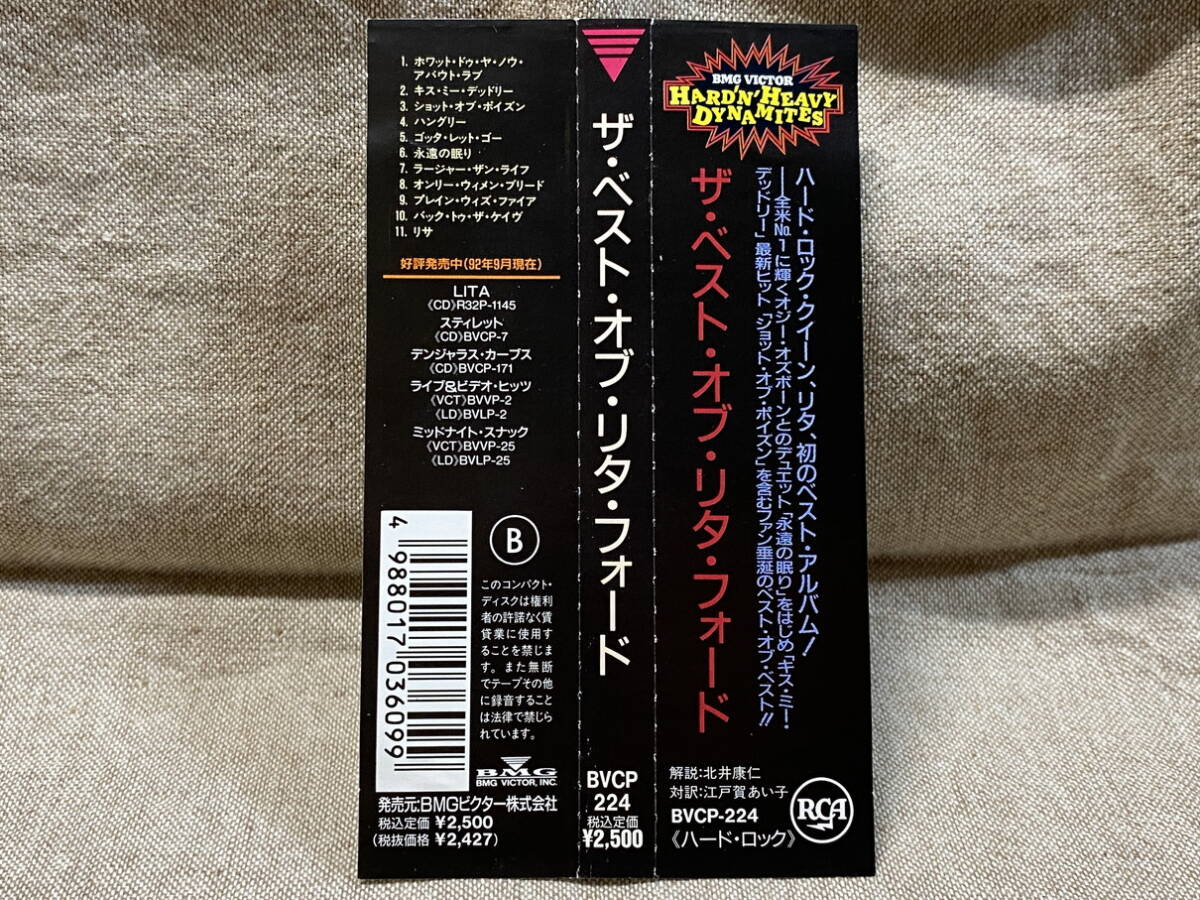 1. ホワット・ドゥ・ヤ・ノウ・
アバウト・ラブ
2. キス・ミー・デッドリー
3. ショット・オブ・ポイズン
4. ハングリー
5. ゴッタ・レット・ゴー
6. 永遠の眠り
7. ラージャー・ザン・ライフ
8. オンリー・ウィメン・ブリード
9. プレイン・ウィズ・ファイア
10. バック・トゥ・ザ・ケイヴ
11. リサ
好評発売中(92年9月現在)
LITA
《CD》R32P-1145
スティレット
《CD》BVCP-7
デンジャラス・カーブス
《CD》BVCP-171
ライブ&ビデオ・ヒッツ
《VCT》BVVP-2
《LD》BVLP-2
ミッドナイト・スナック
《VCT》BVVP-25
《LD》BVLP-25
4 988017 036099
B
このコンパクト・
ディスクは権利
者の許諾なく賃
貸業に使用す
ることを禁じま
す。また無断
でテープその他
に録音すること
は法律で禁じら
れています。
BMG
BMG VICTOR, INC.
発売元:BMGビクター株式会社
税込定価 ¥2,500
(税抜価格 ¥2,427)
ザ・ベスト・オブ・リタ・フォード
BVCP
224
税込定価
¥2,500
BMG VICTOR
HARD'N'HEAVY
DYNAMITES
ハード・ロック・クイーン、リタ、初のベスト・アルバム!
——全米No.1に輝くオジー・オズボーンとのデュエット「永遠の眠り」をはじめ「キス・ミー・
デッドリー」最新ヒット「ショット・オブ・ポイズン」を含むファン垂涎のベスト・オブ・ベスト!!
ザ・ベスト・オブ・リタ・フォード
解説:北井康仁
対訳:江戸賀あい子
BVCP-224
《ハード・ロック》
RCA